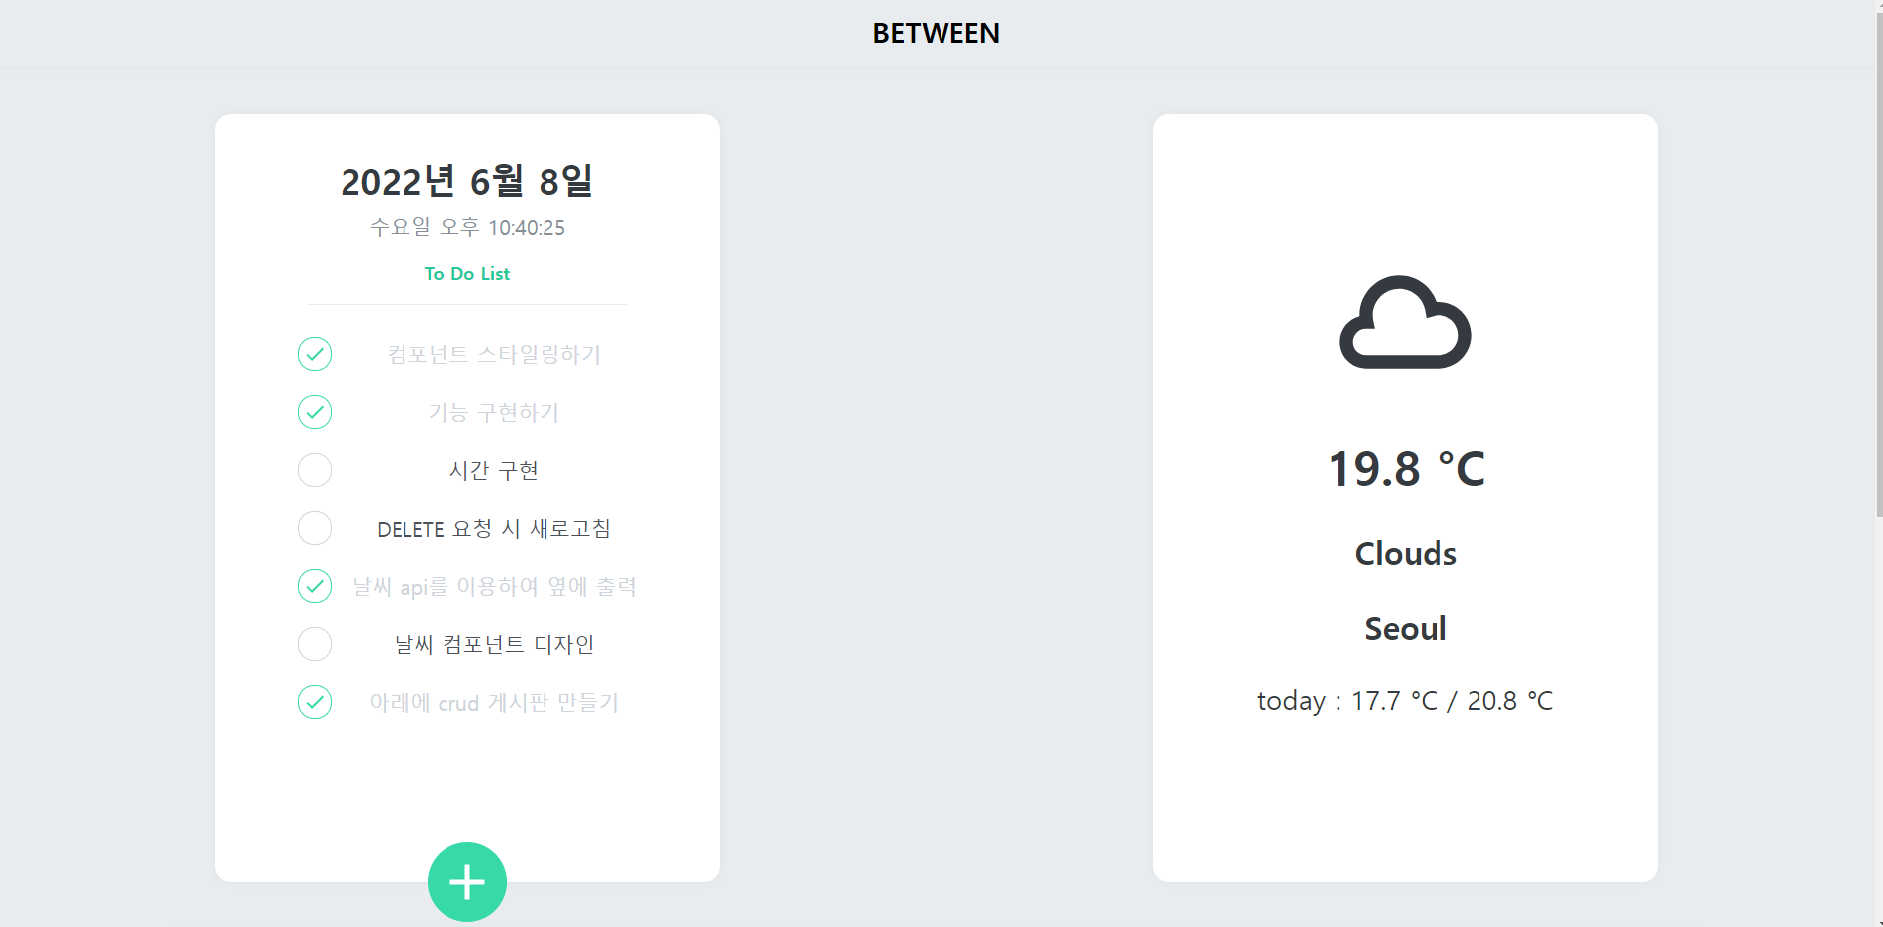 BETWEEN
2022년 6월 8일
수요일 오후 10:40:25
To Do List
컴포넌트 스타일링하기
기능 구현하기
시간 구현
DELETE 요청 시 새로고침
날씨 api를 이용하여 옆에 출력
날씨 컴포넌트 디자인
아래에 crud 게시판 만들기
19.8 °C
Clouds
Seoul
today : 17.7 °C / 20.8 °C